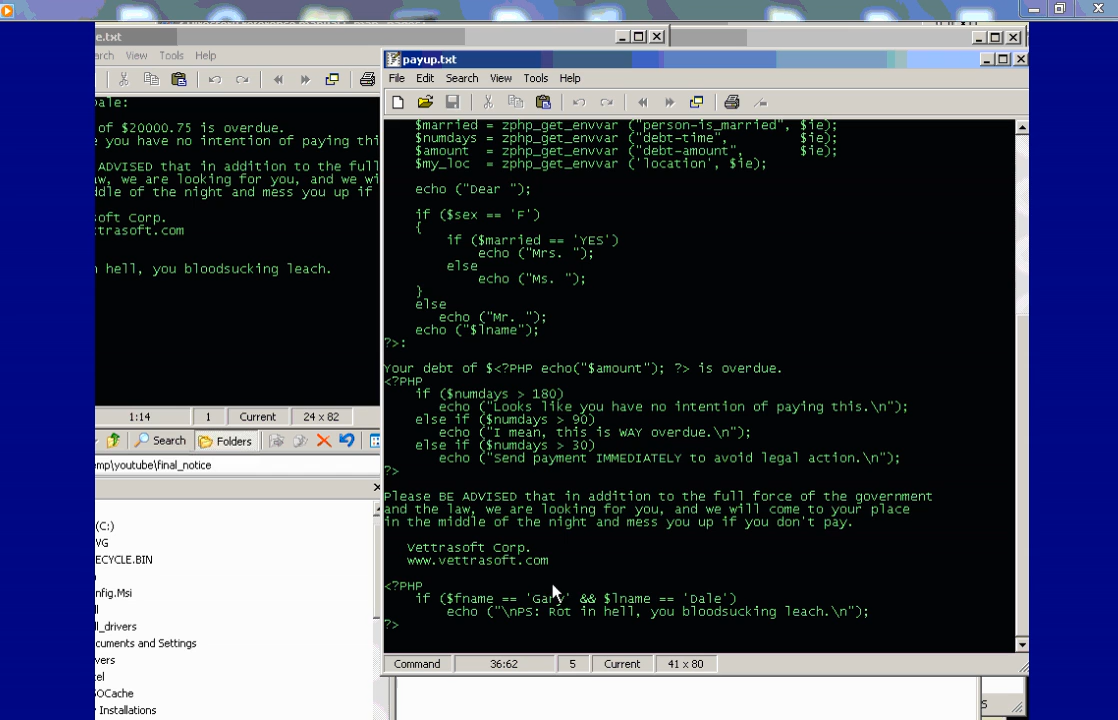 e.txt
arch View Tools Help
Dale:
of $20000.75 is overdue.
you have no intention of paying thi
ADVISED that in addition to the full
aw, we are looking for you, and we wi
ddle of the night and mess you up if
soft Corp.
ttrasoft.com
n hell, you bloodsucking leach.
1:14 1 Current 24 x 82
Search Folders
emp\youtube\final_notice
(C:)
WG
ECYCLE.BIN
nfig.Msi
ll_drivers
cuments and Settings
vers
tel
SOCache
Installations
payup.txt
File Edit Search View Tools Help
$married = zphp_get_envvar ("person-is_married", $ie);
$numdays = zphp_get_envvar ("debt-time", $ie);
$amount = zphp_get_envvar ("debt-amount", $ie);
$my_loc = zphp_get_envvar ('location', $ie);
echo ("Dear ");
if ($sex == 'F')
{
if ($married == 'YES')
echo ("Mrs. ");
else
echo ("Ms. ");
}
else
echo ("Mr. ");
echo ("$lname");
?>:
Your debt of $<?PHP echo("$amount"); ?> is overdue.
<?PHP
if ($numdays > 180)
echo ("Looks like you have no intention of paying this.\n");
else if ($numdays > 90)
echo ("I mean, this is WAY overdue.\n");
else if ($numdays > 30)
echo ("Send payment IMMEDIATELY to avoid legal action.\n");
?>
Please BE ADVISED that in addition to the full force of the government
and the law, we are looking for you, and we will come to your place
in the middle of the night and mess you up if you don't pay.
Vettrasoft Corp.
www.vettrasoft.com
<?PHP
if ($fname == 'Gary' && $lname == 'Dale')
echo ("\nPS: Rot in hell, you bloodsucking leach.\n");
?>
Command 36:62 5 Current 41 x 80